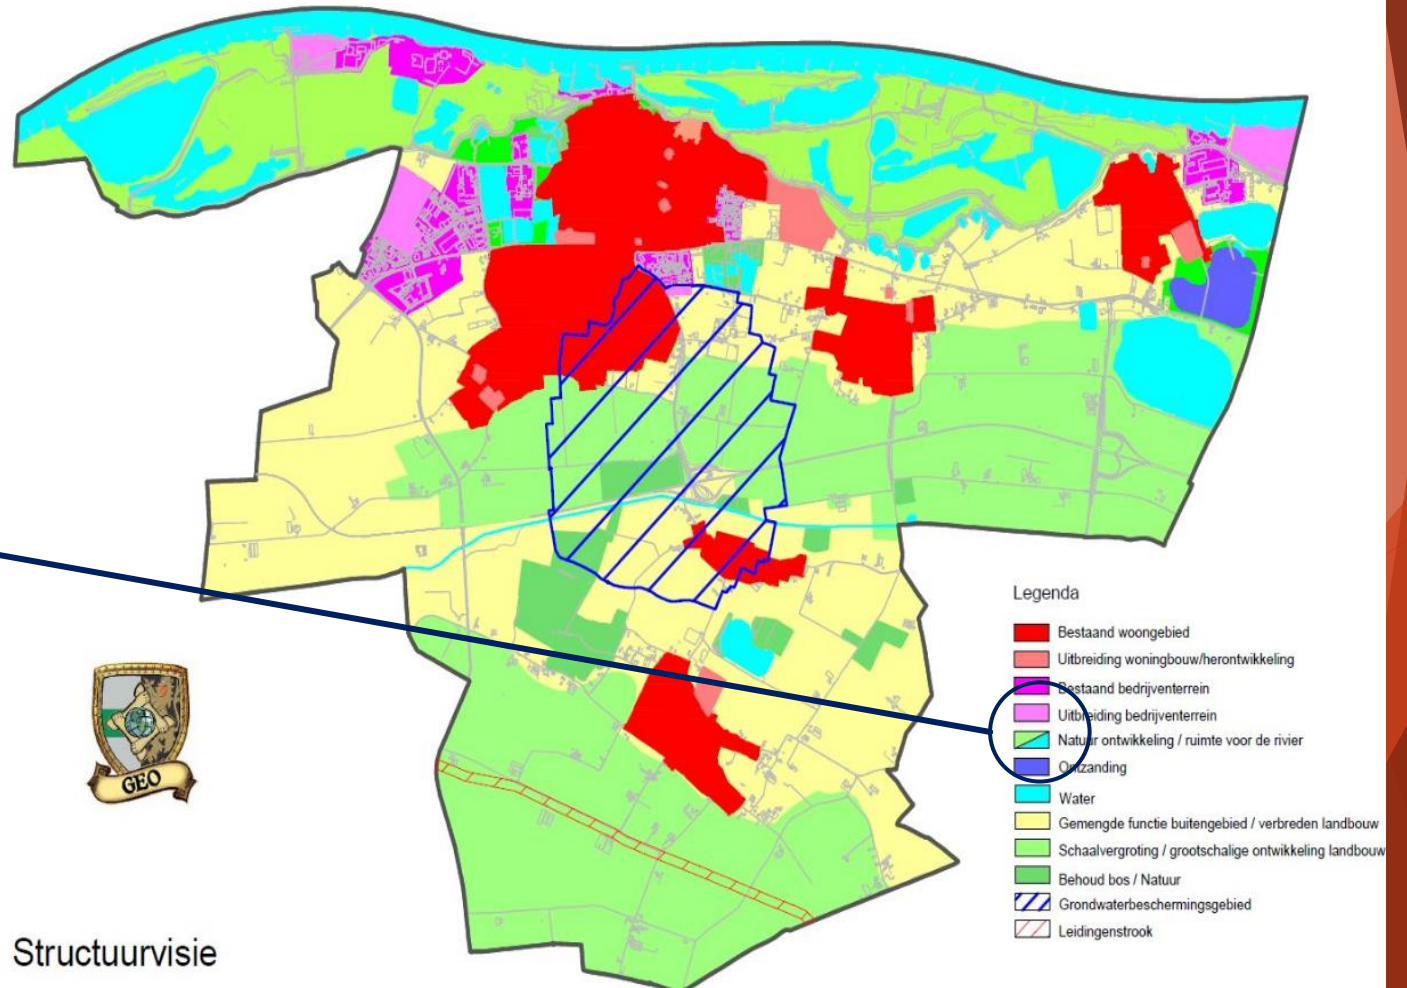 Legenda
Bestaand woongebied
Uitbreiding woningbouw/herontwikkeling
Bestaand bedrijventerrein
Uitbreiding bedrijventerrein
Natuur ontwikkeling / ruimte voor de rivier
Ontzanding
Water
Gemengde functie buitengebied / verbreden landbouw
Schaalvergroting / grootschalige ontwikkeling landbouw
Behoud bos / Natuur
Grondwaterbeschermingsgebied
Leidingenstrook
GEO
Structuurvisie